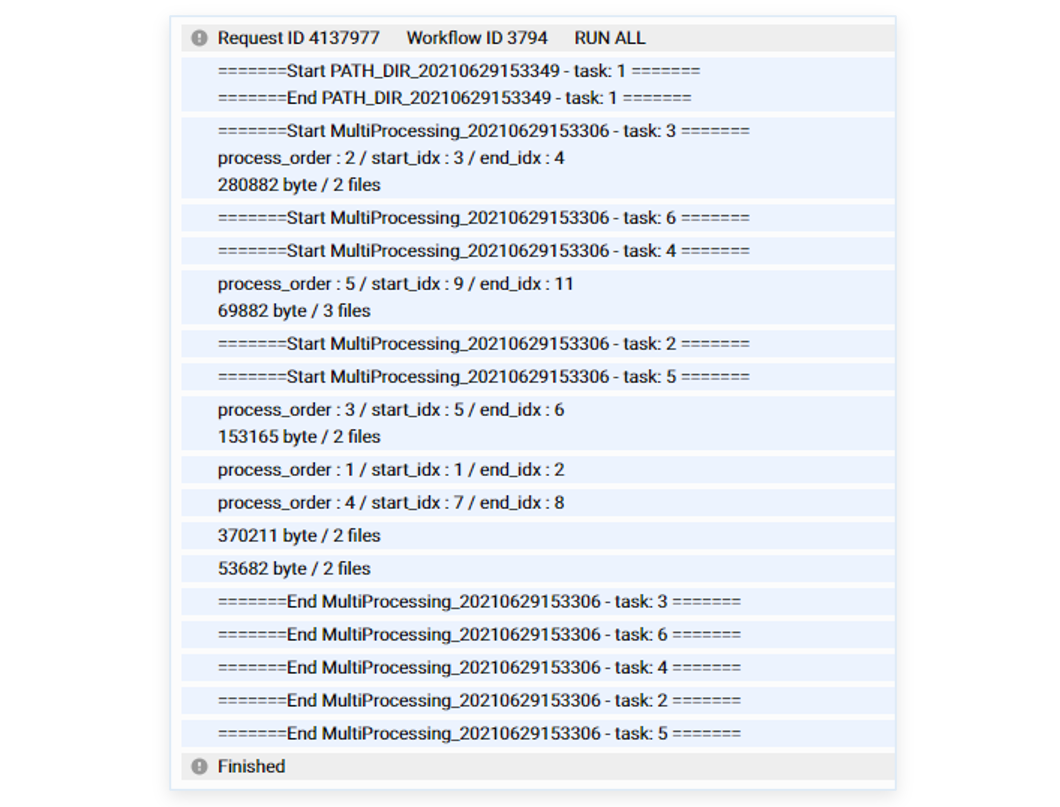 Request ID 4137977 Workflow ID 3794 RUN ALL
=======Start PATH_DIR_20210629153349 - task: 1 =======
=======End PATH_DIR_20210629153349 - task: 1 =======
=======Start MultiProcessing_20210629153306 - task: 3 =======
process_order : 2 / start_idx : 3 / end_idx : 4
280882 byte / 2 files
=======Start MultiProcessing_20210629153306 - task: 6 =======
=======Start MultiProcessing_20210629153306 - task: 4 =======
process_order : 5 / start_idx : 9 / end_idx : 11
69882 byte / 3 files
=======Start MultiProcessing_20210629153306 - task: 2 =======
=======Start MultiProcessing_20210629153306 - task: 5 =======
process_order : 3 / start_idx : 5 / end_idx : 6
153165 byte / 2 files
process_order : 1 / start_idx : 1 / end_idx : 2
process_order : 4 / start_idx : 7 / end_idx : 8
370211 byte / 2 files
53682 byte / 2 files
=======End MultiProcessing_20210629153306 - task: 3 =======
=======End MultiProcessing_20210629153306 - task: 6 =======
=======End MultiProcessing_20210629153306 - task: 4 =======
=======End MultiProcessing_20210629153306 - task: 2 =======
=======End MultiProcessing_20210629153306 - task: 5 =======
Finished